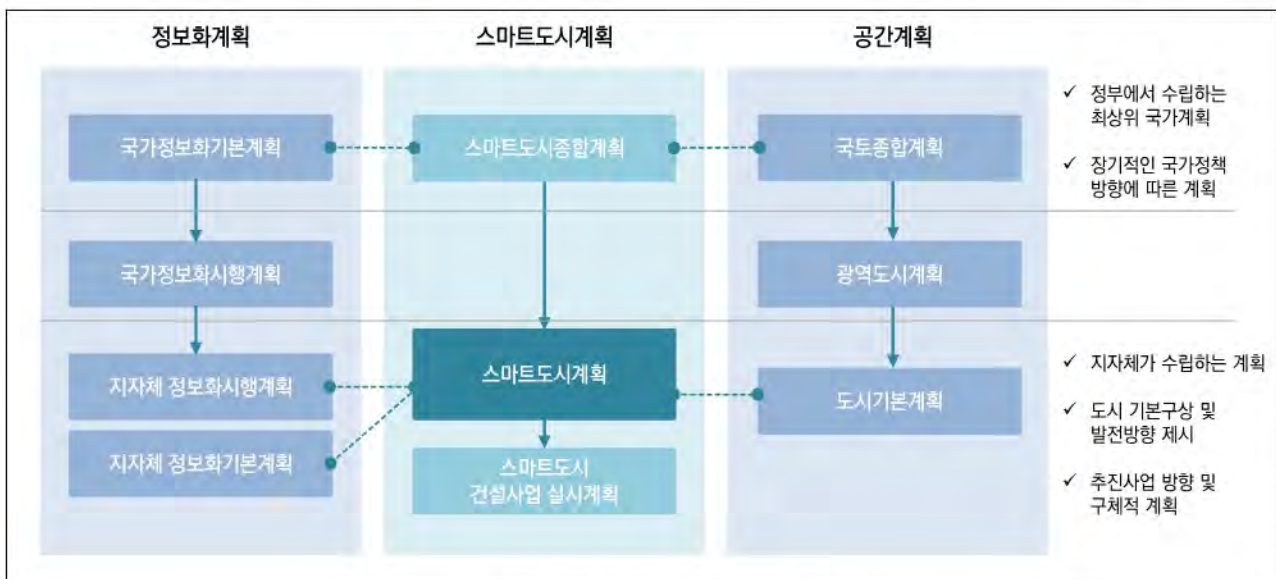 정보화계획
스마트도시계획
공간계획
국가정보화기본계획
스마트도시종합계획
국토종합계획
✓ 정부에서 수립하는
최상위 국가계획
✓ 장기적인 국가정책
방향에 따른 계획
국가정보화시행계획
광역도시계획
지자체 정보화시행계획
스마트도시계획
도시기본계획
지자체 정보화기본계획
스마트도시
건설사업 실시계획
✓ 지자체가 수립하는 계획
✓ 도시 기본구상 및
발전방향 제시
✓ 추진사업 방향 및
구체적 계획